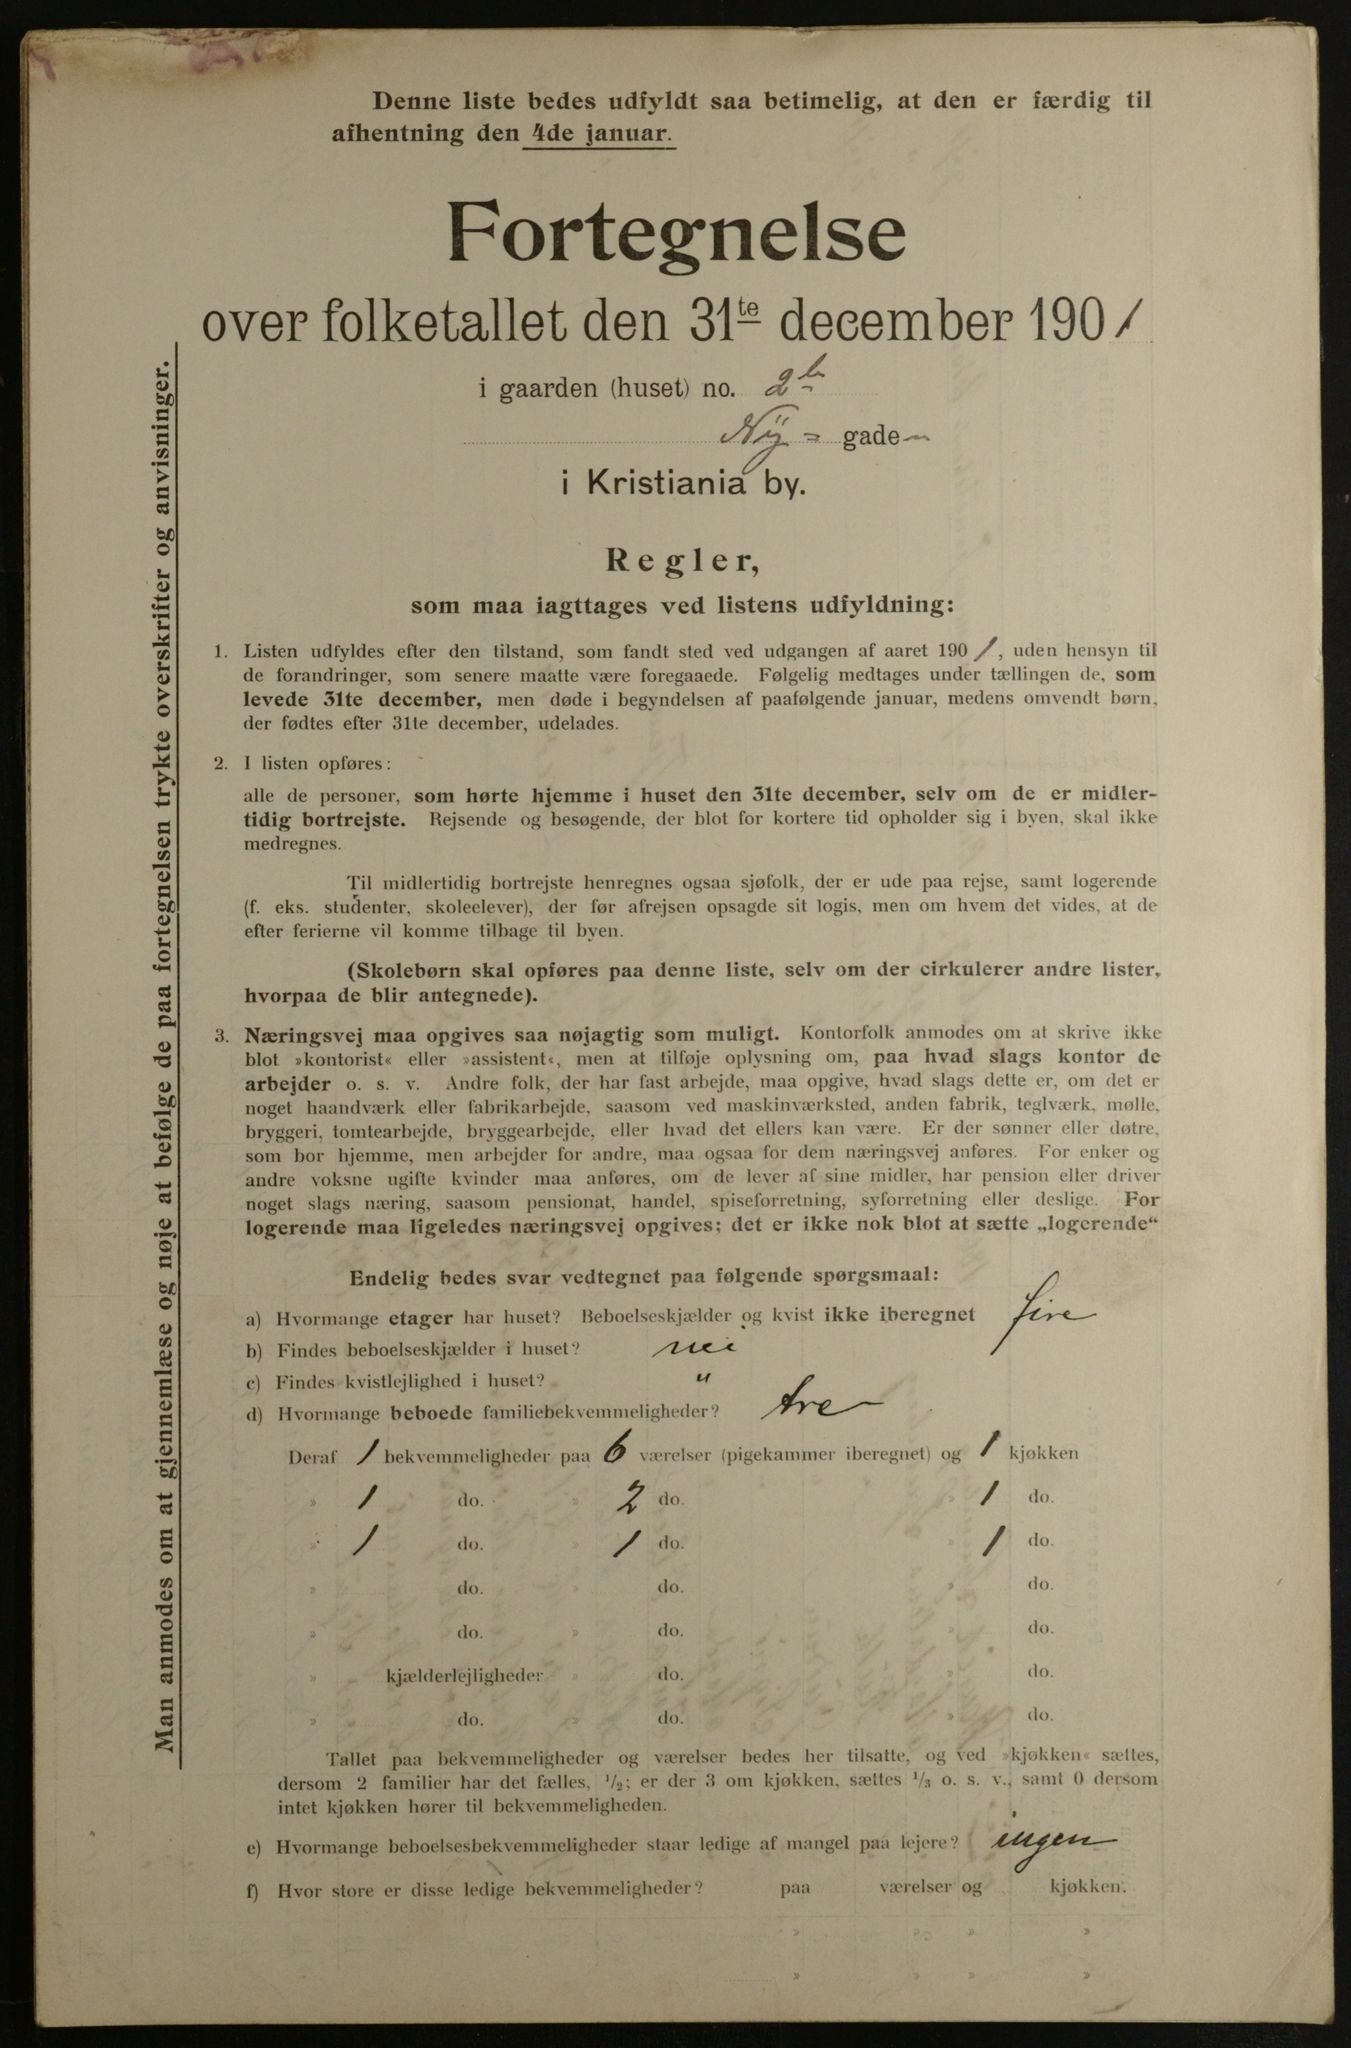 Denne liste bedes udfyldt saa betimelig, at den er færdig til
afhentning den 4de januar.
Fortegnelse
over folketallet den 31te december 1901
i gaarden (huset) no. 2b
Ny - gade
i Kristiania by.
Regler,
som maa iagttages ved listens udfyldning:
1. Listen udfyldes efter den tilstand, som fandt sted ved udgangen af aaret 1901, uden hensyn til
de forandringer, som senere maatte være foregaaede. Følgelig medtages under tællingen de, som
levede 31te december, men døde i begyndelsen af paafølgende januar, medens omvendt børn,
der fødtes efter 31te december, udelades.
2. I listen opføres:
alle de personer, som hørte hjemme i huset den 31te december, selv om de er midler-
tidig bortrejste. Rejsende og besøgende, der blot for kortere tid opholder sig i byen, skal ikke
medregnes.
Til midlertidig bortrejste henregnes ogsaa sjøfolk, der er ude paa rejse, samt logerende
(f. eks. studenter, skoleelever), der før afrejsen opsagde sit logis, men om hvem det vides, at de
efter ferierne vil komme tilbage til byen.
(Skolebørn skal opføres paa denne liste, selv om der cirkulerer andre lister,
hvorpaa de blir antegnede).
3. Næringsvej maa opgives saa nøjagtig som muligt. Kontorfolk anmodes om at skrive ikke
blot »kontorist« eller »assistent«, men at tilføje oplysning om, paa hvad slags kontor de
arbejder o. s. v. Andre folk, der har fast arbejde, maa opgive, hvad slags dette er, om det er
noget haandværk eller fabrikarbejde, saasom ved maskinværksted, anden fabrik, teglværk, mølle,
bryggeri, tomtearbejde, bryggearbejde, eller hvad det ellers kan være. Er der sønner eller døtre,
som bor hjemme, men arbejder for andre, maa ogsaa for dem næringsvej anføres. For enker og
andre voksne ugifte kvinder maa anføres, om de lever af sine midler, har pension eller driver
noget slags næring, saasom pensionat, handel, spiseforretning, syforretning eller deslige. For
logerende maa ligeledes næringsvej opgives; det er ikke nok blot at sætte „logerende“
Endelig bedes svar vedtegnet paa følgende spørgsmaal:
a) Hvormange etager har huset? Beboelseskjælder og kvist ikke iberegnet fire
b) Findes beboelseskjælder i huset? nei
c) Findes kvistlejlighed i huset? "
d) Hvormange beboede familiebekvemmeligheder? tre
Deraf 1 bekvemmeligheder paa 6 værelser (pigekammer iberegnet) og 1 kjøkken
» 1 do. » 2 do. » 1 do.
» 1 do. » 1 do. » 1 do.
» do. » do. » do.
» do. » do. » do.
» kjælderlejligheder » do. » do.
» do. » do. » do.
Tallet paa bekvemmeligheder og værelser bedes her tilsatte, og ved »kjøkken« sættes,
dersom 2 familier har det fælles, 1/2; er der 3 om kjøkken, sættes 1/3 o. s. v., samt 0 dersom
intet kjøkken hører til bekvemmeligheden.
e) Hvormange beboelsesbekvemmeligheder staar ledige af mangel paa lejere? ingen
f) Hvor store er disse ledige bekvemmeligheder? paa værelser og kjøkken.
» » »
» » »
Man anmodes om at gjennemlæse og nøje at befølge de paa fortegnelsen trykte overskrifter og anvisninger.